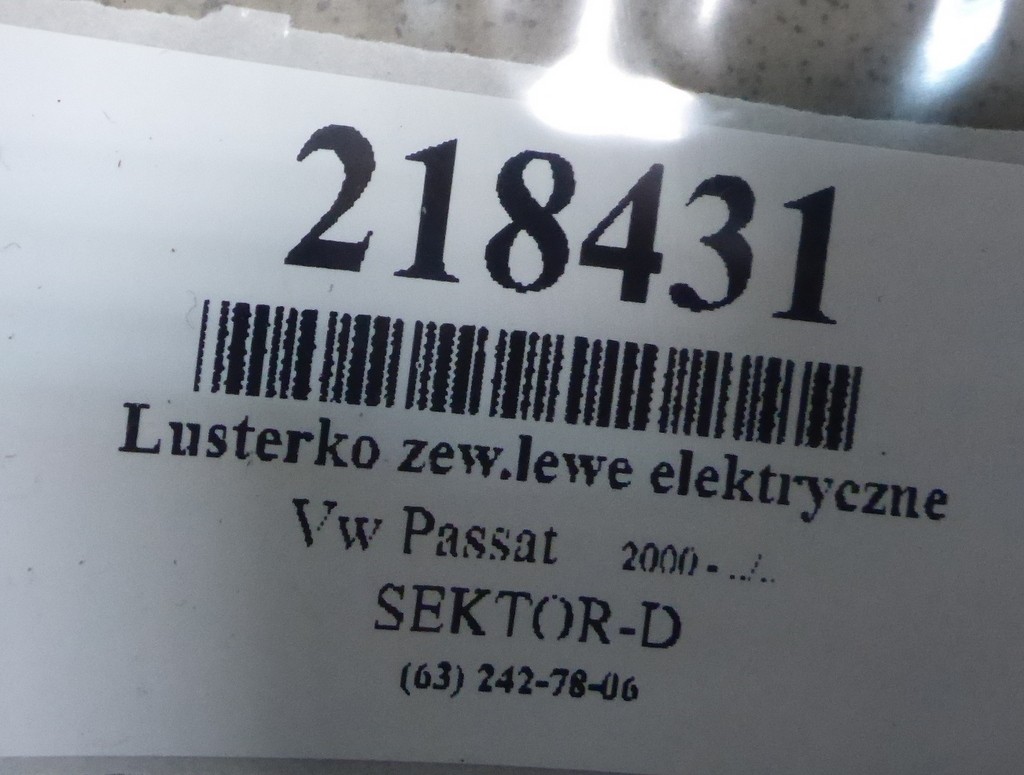 218431
Lusterko zew.lewe elektryczne
Vw Passat 2000 - ../..
SEKTOR-D
(63) 242-78-06